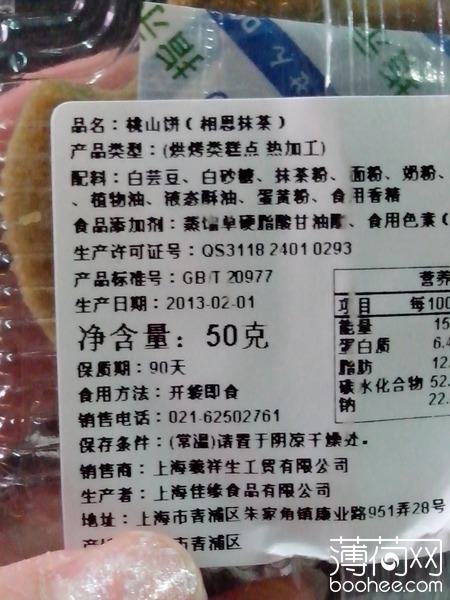 品名：桃山饼（相思抹茶）
产品类型：(烘烤类糕点 热加工)
配料：白芸豆、白砂糖、抹茶粉、面粉、奶粉、
、植物油、液态酥油、蛋黄粉、食用香精
食品添加剂：蒸馏单硬脂酸甘油酯、食用色素（
生产许可证号：QS3118 2401 0293
产品标准号：GB/T 20977
生产日期：2013-02-01
净含量：50克
保质期：90天
食用方法：开袋即食
销售电话：021-62502761
保存条件：(常温)请置于阴凉干燥处。
销售商：上海羲祥生工贸有限公司
生产者：上海佳缘食品有限公司
地址：上海市青浦区朱家角镇康业路951弄28号
市青浦区
营养
项目 每100
能量 15
蛋白质 6.4
脂肪 12.
碳水化合物 52.
钠 22.
薄荷网
boohee.com